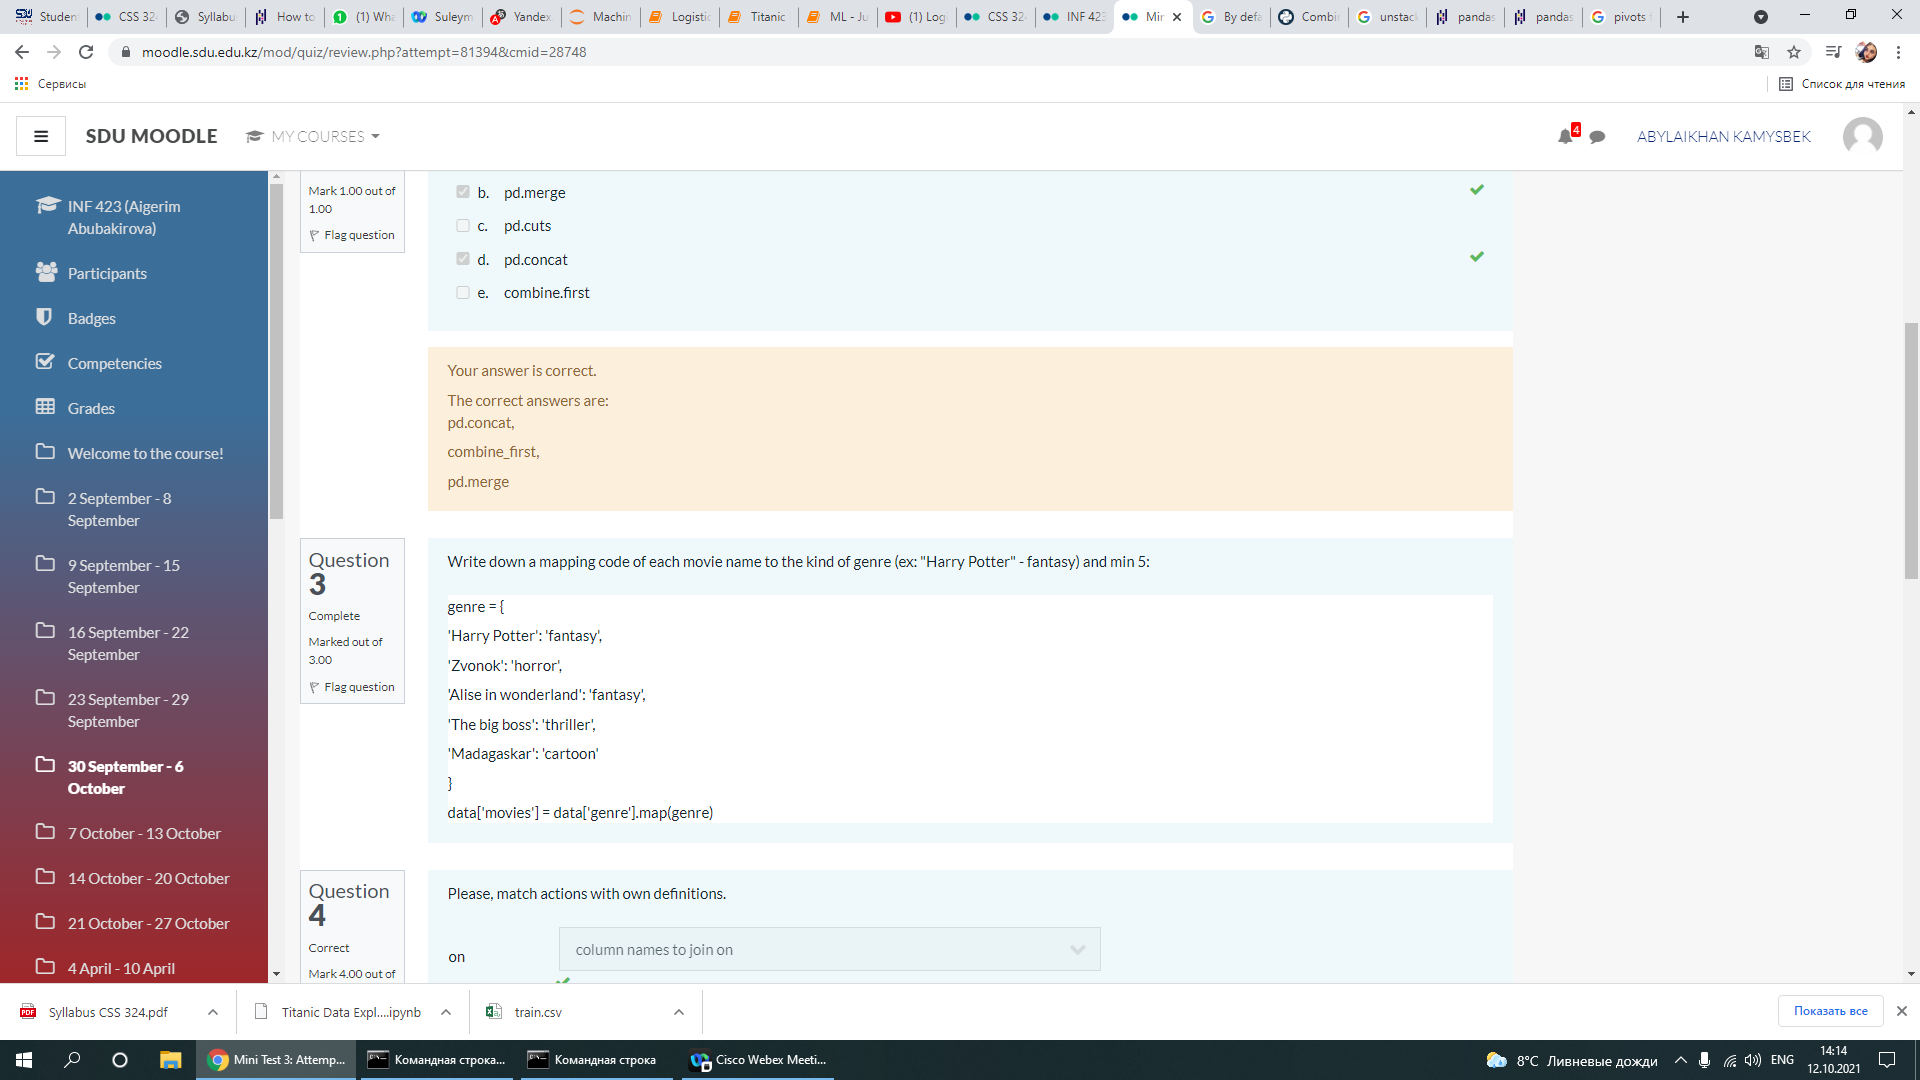 Student
CSS 324
Syllabu
How to
(1) Wha
Suleym
Yandex
Machin
Logistic
Titanic
ML - Ju
(1) Log
CSS 324
INF 423
Mir
By defa
Combin
unstack
pandas
pandas
pivots f
moodle.sdu.edu.kz/mod/quiz/review.php?attempt=81394&cmid=28748
Сервисы
Список для чтения
SDU MOODLE
MY COURSES
4
ABYLAIKHAN KAMYSBEK
INF 423 (Aigerim
Abubakirova)
Participants
Badges
Competencies
Grades
Welcome to the course!
2 September - 8
September
9 September - 15
September
16 September - 22
September
23 September - 29
September
30 September - 6
October
7 October - 13 October
14 October - 20 October
21 October - 27 October
4 April - 10 April
Mark 1.00 out of
1.00
Flag question
b. pd.merge
c. pd.cuts
d. pd.concat
e. combine.first
Your answer is correct.
The correct answers are:
pd.concat,
combine_first,
pd.merge
Question
3
Complete
Marked out of
3.00
Flag question
Write down a mapping code of each movie name to the kind of genre (ex: "Harry Potter" - fantasy) and min 5:
genre = {
'Harry Potter': 'fantasy',
'Zvonok': 'horror',
'Alise in wonderland': 'fantasy',
'The big boss': 'thriller',
'Madagaskar': 'cartoon'
}
data['movies'] = data['genre'].map(genre)
Question
4
Correct
Mark 4.00 out of
Please, match actions with own definitions.
on
column names to join on
Syllabus CSS 324.pdf
Titanic Data Expl....ipynb
train.csv
Показать все
Mini Test 3: Attemp...
Командная строка...
Командная строка
Cisco Webex Meeti...
8°C Ливневые дожди
ENG
14:14
12.10.2021